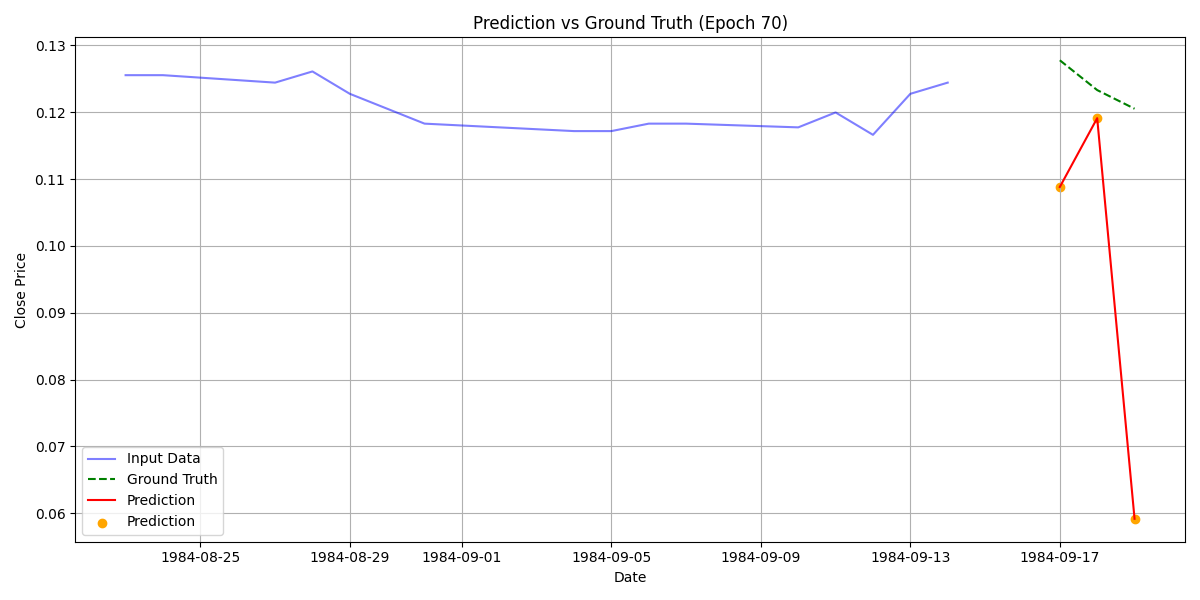 Prediction vs Ground Truth (Epoch 70)
Close Price
0.13
0.12
0.11
0.10
0.09
0.08
0.07
0.06
Input Data
Ground Truth
Prediction
Prediction
1984-08-25 1984-08-29 1984-09-01 1984-09-05 1984-09-09 1984-09-13 1984-09-17
Date